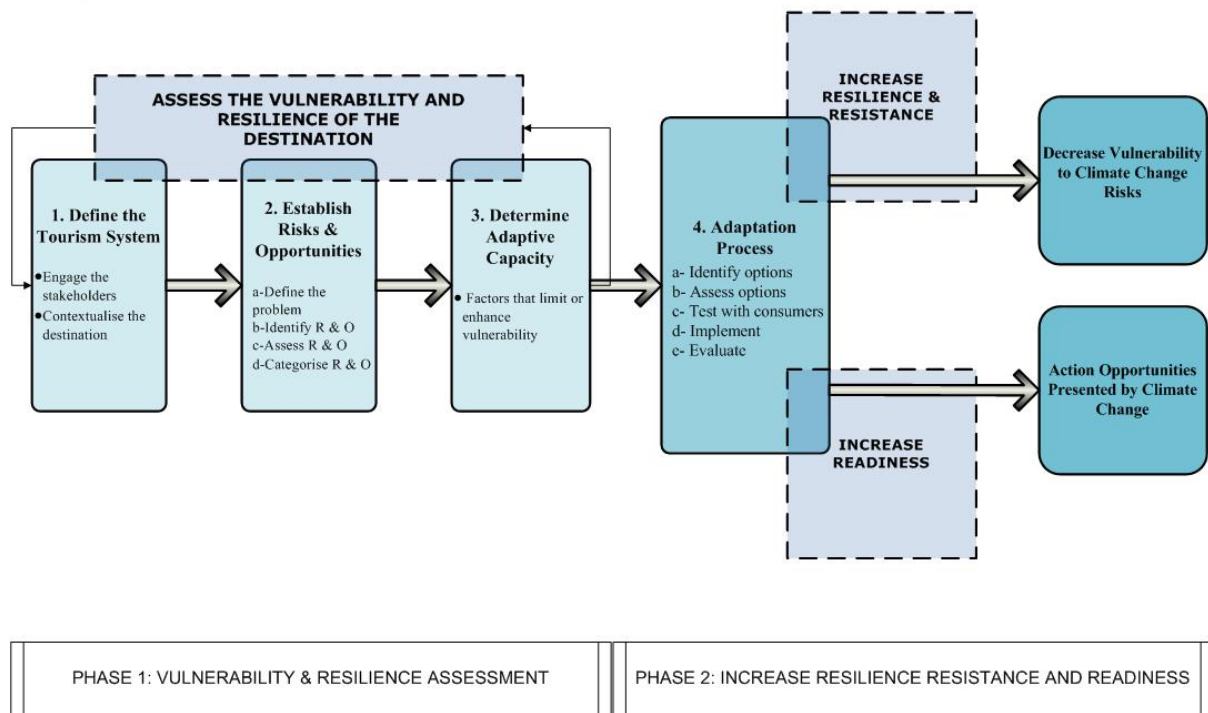 ASSESS THE VULNERABILITY AND
RESILIENCE OF THE
DESTINATION
1. Define the
Tourism System
●Engage the
stakeholders
●Contextualise the
destination
2. Establish
Risks &
Opportunities
a-Define the
problem
b-Identify R & O
c-Assess R & O
d-Categorise R & O
3. Determine
Adaptive
Capacity
● Factors that limit or
enhance
vulnerability
4. Adaptation
Process
a- Identify options
b- Assess options
c- Test with consumers
d- Implement
e- Evaluate
INCREASE
RESILIENCE &
RESISTANCE
INCREASE
READINESS
Decrease Vulnerability
to Climate Change
Risks
Action Opportunities
Presented by Climate
Change
PHASE 1: VULNERABILITY & RESILIENCE ASSESSMENT
PHASE 2: INCREASE RESILIENCE RESISTANCE AND READINESS